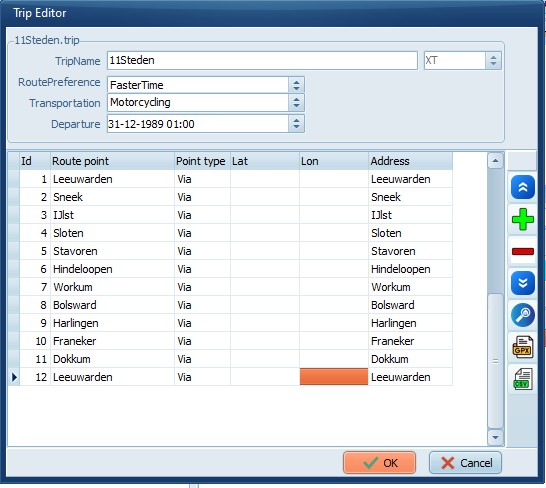 Trip Editor
11Steden.trip
TripName 11Steden XT
RoutePreference FasterTime
Transportation Motorcycling
Departure 31-12-1989 01:00
Id Route point Point type Lat Lon Address
1 Leeuwarden Via Leeuwarden
2 Sneek Via Sneek
3 IJlst Via IJlst
4 Sloten Via Sloten
5 Stavoren Via Stavoren
6 Hindeloopen Via Hindeloopen
7 Workum Via Workum
8 Bolsward Via Bolsward
9 Harlingen Via Harlingen
10 Franeker Via Franeker
11 Dokkum Via Dokkum
12 Leeuwarden Via Leeuwarden
GPX
CSV
OK Cancel